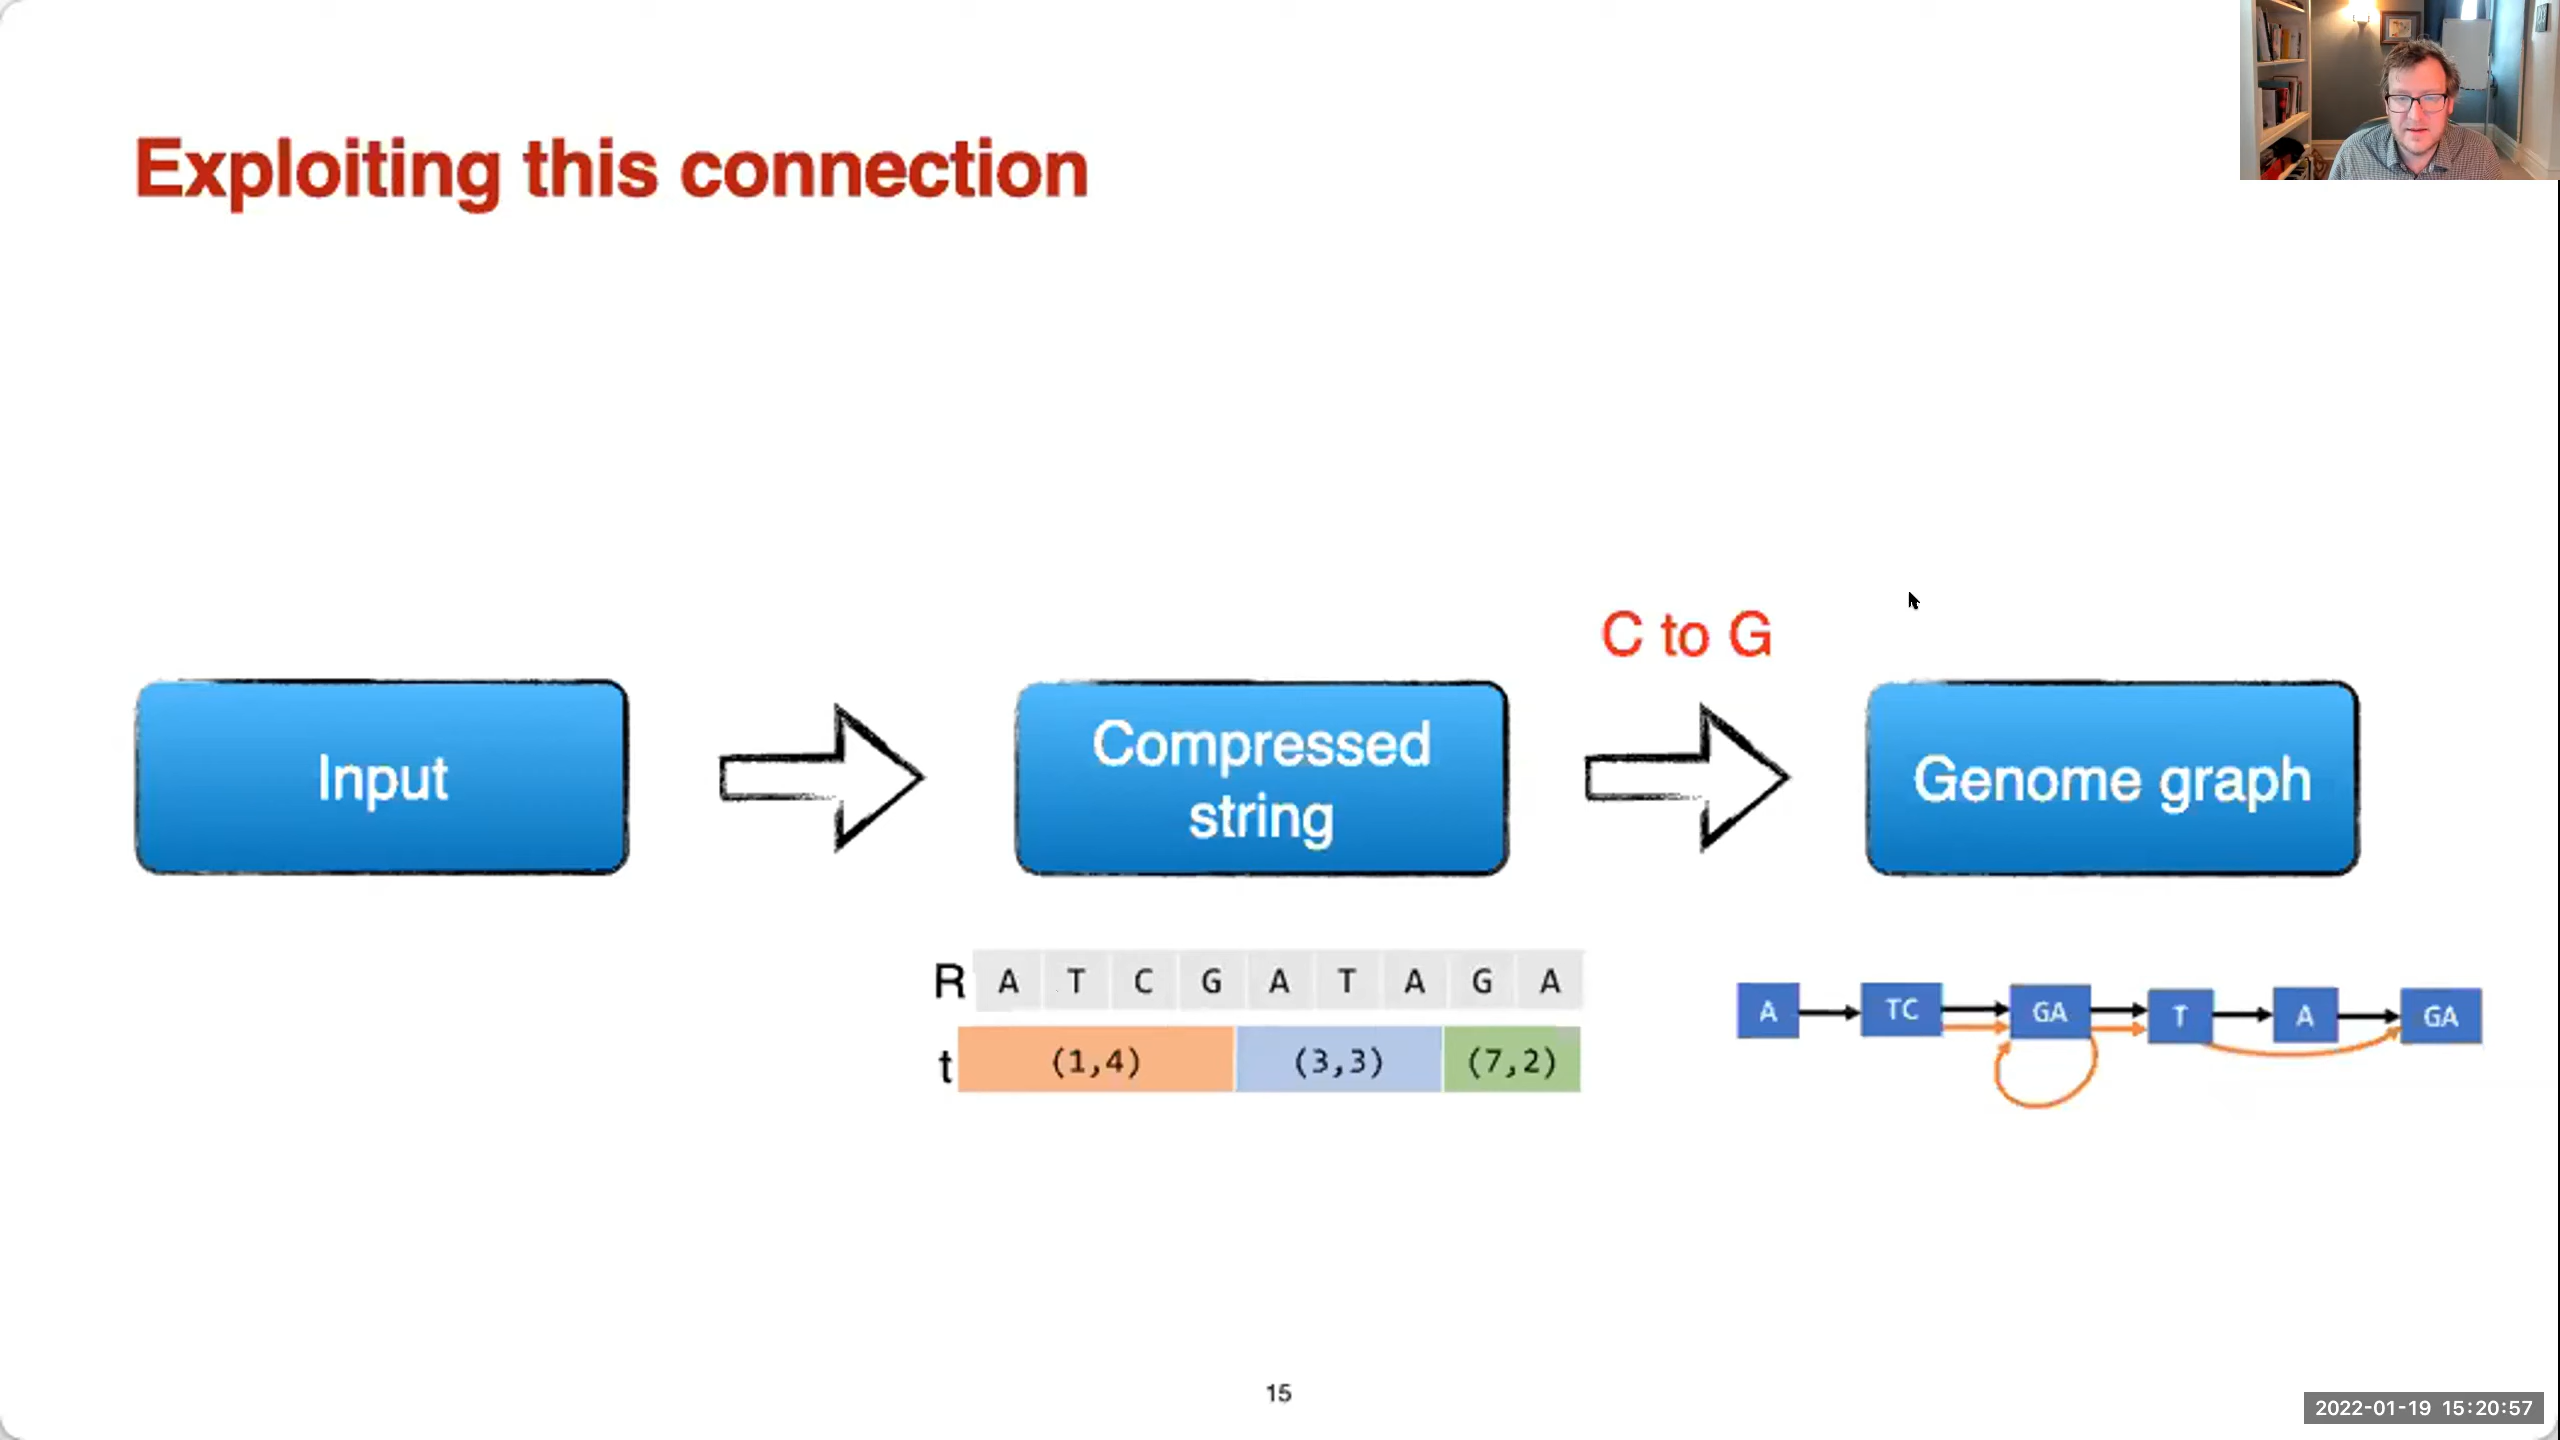 Exploiting this connection
C to G
Input
Compressed
string
Genome graph
R A T C G A T A G A
t (1,4) (3,3) (7,2)
A TC GA T A GA
15
2022-01-19 15:20:57